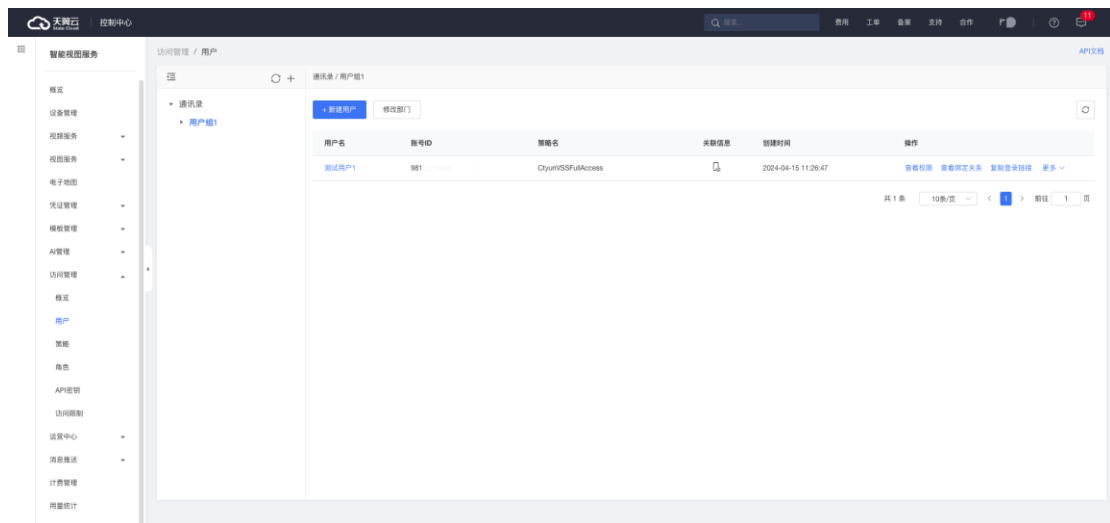 天翼云 控制中心 搜索... 费用 工单 备案 支持 合作 11
State Cloud
智能视图服务
访问管理 / 用户 API文档
概览
设备管理
视频服务
视图服务
电子地图
凭证管理
模板管理
AI管理
访问管理
概览
用户
策略
角色
API密钥
访问限制
运营中心
消息推送
计费管理
用量统计
通讯录
用户组1
通讯录 / 用户组1
+ 新建用户 修改部门
用户名 账号ID 策略名 关联信息 创建时间 操作
测试用户1 981 CtyunVSSFullAccess 2024-04-15 11:26:47 查看权限 查看绑定关系 复制登录链接 更多
共 1 条 10条/页 1 前往 1 页